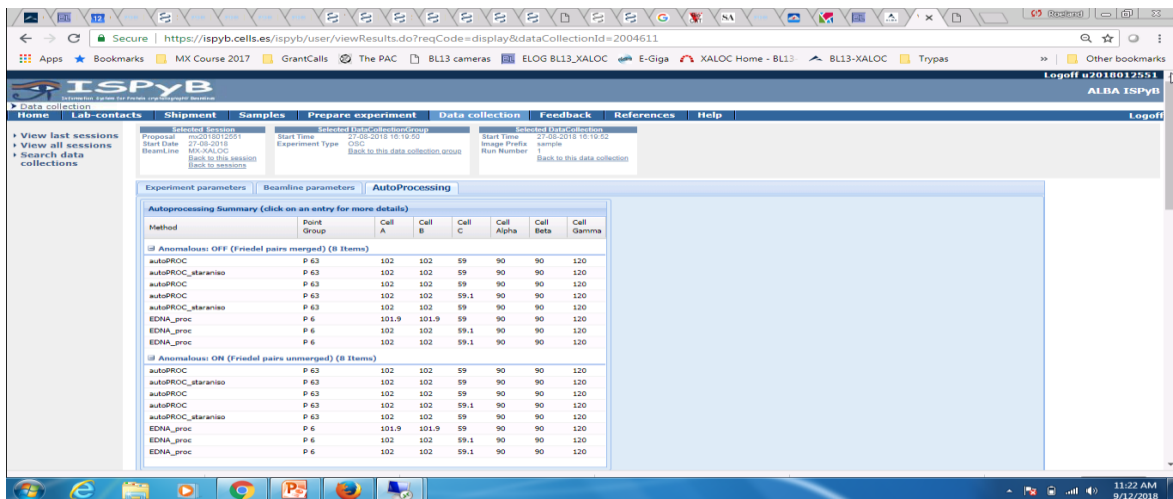 12
SA
Restart
Secure | https://ispyb.cells.es/ispyb/user/viewResults.do?reqCode=display&dataCollectionId=2004611
Apps Bookmarks MX Course 2017 GrantCalls The PAC BL13 cameras ELOG BL13_XALOC E-Giga XALOC Home - BL13 BL13-XALOC Trypas » Other bookmarks
Logoff u2018012551
ISPyB
ALBA ISPyB
Information System for Protein crystallography Beamlines
Data collection
Home Lab-contacts Shipment Samples Prepare experiment Data collection Feedback References Help Logoff
View last sessions
View all sessions
Search data collections
Selected Session
Proposal mx2018012551
Start Date 27-08-2018
BeamLine MX-XALOC
Back to this session
Back to sessions
Selected DataCollectionGroup
Start Time 27-08-2018 16:19:50
Experiment Type OSC
Back to this data collection group
Selected DataCollection
Start Time 27-08-2018 16:19:52
Image Prefix sample
Run Number 1
Back to this data collection
Experiment parameters Beamline parameters AutoProcessing
Autoprocessing Summary (click on an entry for more details)
Method Point Group Cell A Cell B Cell C Cell Alpha Cell Beta Cell Gamma
Anomalous: OFF (Friedel pairs merged) (8 Items)
autoPROC P 63 102 102 59 90 90 120
autoPROC_staraniso P 63 102 102 59 90 90 120
autoPROC P 63 102 102 59 90 90 120
autoPROC P 63 102 102 59.1 90 90 120
autoPROC_staraniso P 63 102 102 59 90 90 120
EDNA_proc P 6 101.9 101.9 59 90 90 120
EDNA_proc P 6 102 102 59.1 90 90 120
EDNA_proc P 6 102 102 59.1 90 90 120
Anomalous: ON (Friedel pairs unmerged) (8 Items)
autoPROC P 63 102 102 59 90 90 120
autoPROC_staraniso P 63 102 102 59 90 90 120
autoPROC P 63 102 102 59 90 90 120
autoPROC P 63 102 102 59.1 90 90 120
autoPROC_staraniso P 63 102 102 59 90 90 120
EDNA_proc P 6 101.9 101.9 59 90 90 120
EDNA_proc P 6 102 102 59.1 90 90 120
EDNA_proc P 6 102 102 59.1 90 90 120
11:22 AM
9/12/2018